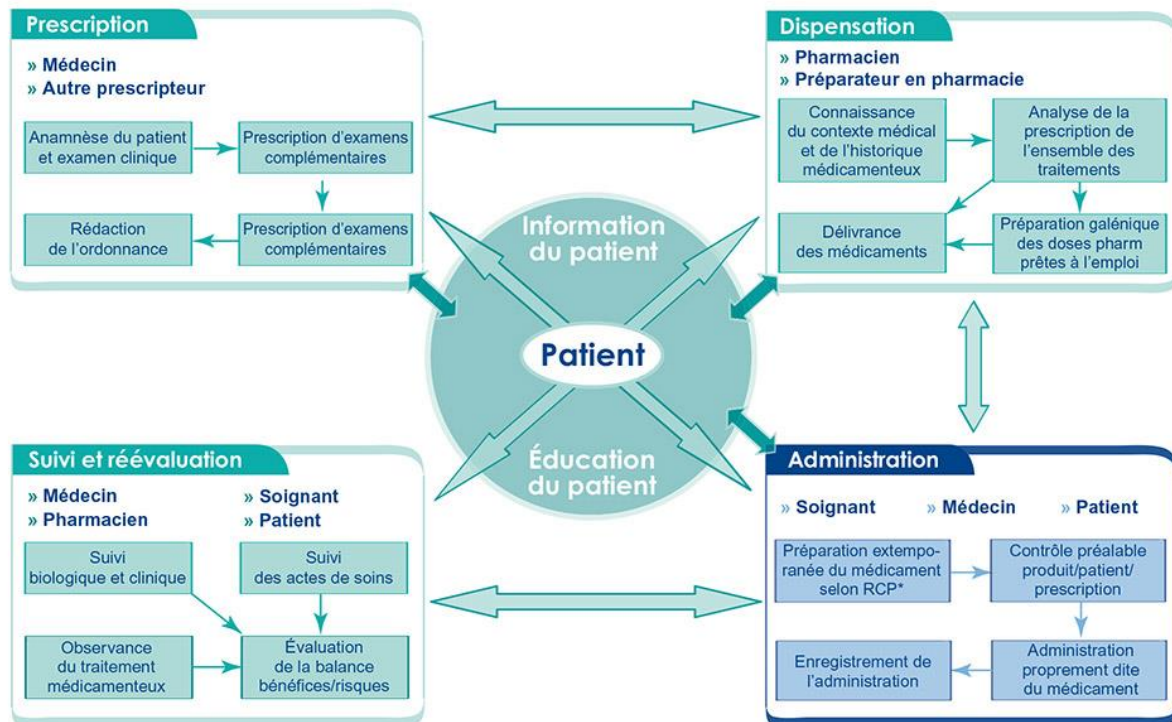 Prescription
» Médecin
» Autre prescripteur
Anamnèse du patient
et examen clinique
Prescription d'examens
complémentaires
Rédaction
de l'ordonnance
Prescription d'examens
complémentaires
Dispensation
» Pharmacien
» Préparateur en pharmacie
Connaissance
du contexte médical
et de l'historique
médicamenteux
Analyse de la
prescription de
l'ensemble des
traitements
Délivrance
des médicaments
Préparation galénique
des doses pharm
prêtes à l'emploi
Information
du patient
Patient
Éducation
du patient
Suivi et réévaluation
» Médecin
» Pharmacien
» Soignant
» Patient
Suivi
biologique et clinique
Suivi
des actes de soins
Observance
du traitement
médicamenteux
Évaluation
de la balance
bénéfices/risques
Administration
» Soignant
» Médecin
» Patient
Préparation extempo-
ranée du médicament
selon RCP*
Contrôle préalable
produit/patient/
prescription
Enregistrement de
l'administration
Administration
proprement dite
du médicament